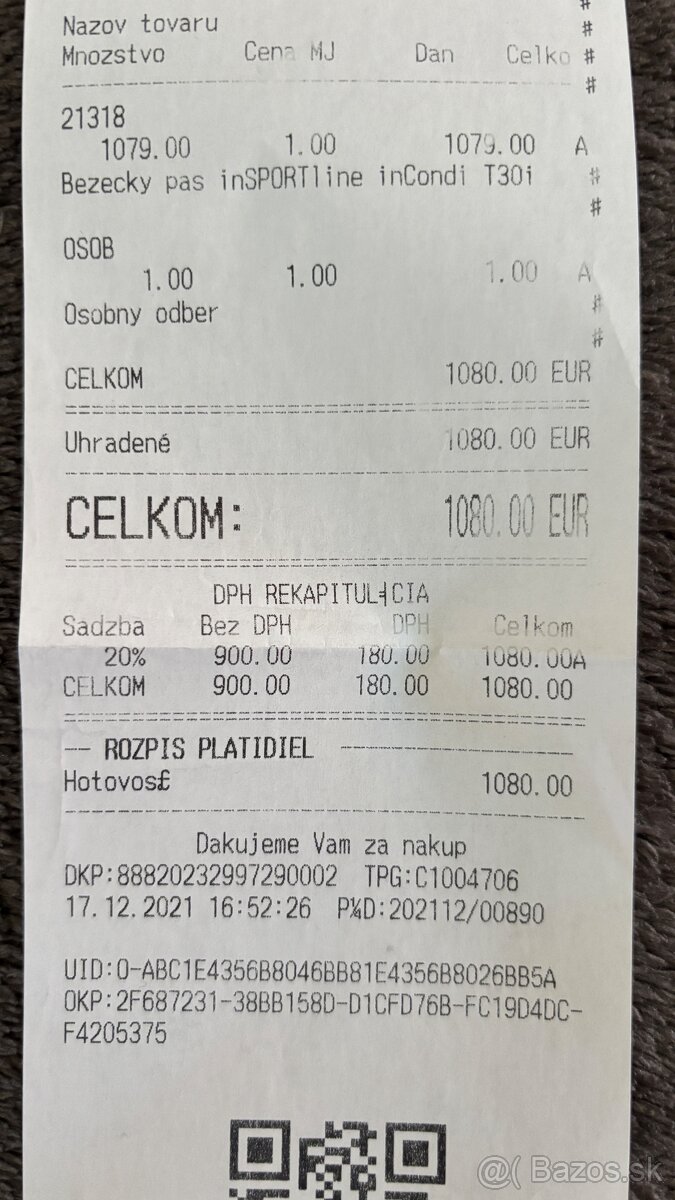 Nazov tovaru #
Mnozstvo Cena MJ Dan Celko #
#
21318
1079.00 1.00 1079.00 A
Bezecky pas inSPORTline inCondi T30i #
#
OSOB
1.00 1.00 1.00 A
Osobny odber #
#
CELKOM 1080.00 EUR
Uhradené 1080.00 EUR
CELKOM: 1080.00 EUR
DPH REKAPITUL╡CIA
Sadzba Bez DPH DPH Celkom
20% 900.00 180.00 1080.00A
CELKOM 900.00 180.00 1080.00
-- ROZPIS PLATIDIEL
Hotovos£ 1080.00
Dakujeme Vam za nakup
DKP:88820232997290002 TPG:C1004706
17.12.2021 16:52:26 P¼D:202112/00890
UID:O-ABC1E4356B8046BB81E4356B8026BB5A
OKP:2F687231-38BB158D-D1CFD76B-FC19D4DC-
F4205375
@( Bazos.sk